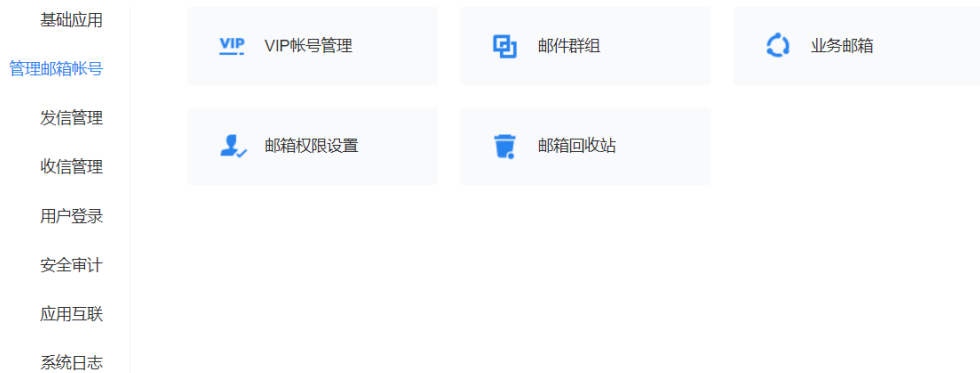 基础应用
管理邮箱帐号
发信管理
收信管理
用户登录
安全审计
应用互联
系统日志
VIP VIP帐号管理
邮件群组
业务邮箱
邮箱权限设置
邮箱回收站